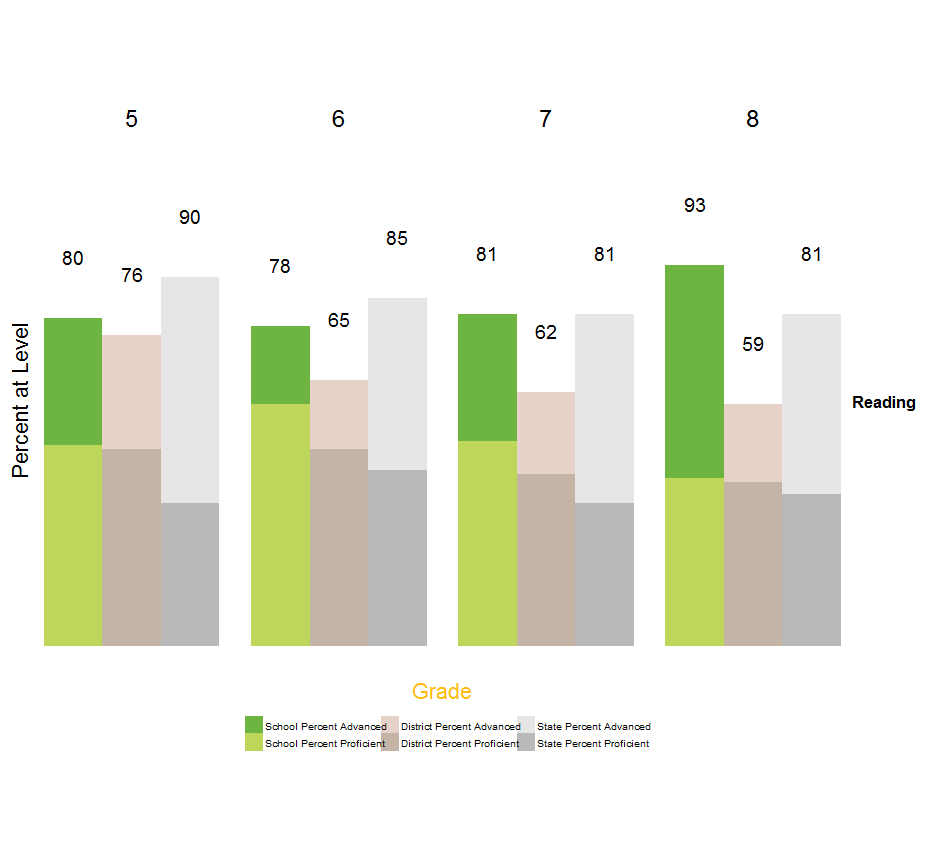 5 6 7 8
80 76 90 78 65 85 81 62 81 93 59 81
Percent at Level
Reading
Grade
School Percent Advanced District Percent Advanced State Percent Advanced
School Percent Proficient District Percent Proficient State Percent Proficient